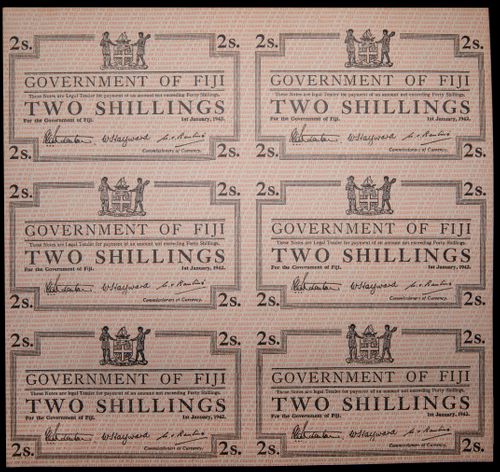 2s. 2s. 2s. 2s.
GOVERNMENT OF FIJI GOVERNMENT OF FIJI
These Notes are Legal Tender for payment of an amount not exceeding Forty Shillings. These Notes are Legal Tender for payment of an amount not exceeding Forty Shillings.
TWO SHILLINGS TWO SHILLINGS
For the Government of Fiji. 1st January, 1942. For the Government of Fiji. 1st January, 1942.
W Hayward W Hayward
Commissioners of Currency. Commissioners of Currency.
2s. 2s. 2s. 2s.
2s. 2s. 2s. 2s.
GOVERNMENT OF FIJI GOVERNMENT OF FIJI
These Notes are Legal Tender for payment of an amount not exceeding Forty Shillings. These Notes are Legal Tender for payment of an amount not exceeding Forty Shillings.
TWO SHILLINGS TWO SHILLINGS
For the Government of Fiji. 1st January, 1942. For the Government of Fiji. 1st January, 1942.
W Hayward W Hayward
Commissioners of Currency. Commissioners of Currency.
2s. 2s. 2s. 2s.
2s. 2s. 2s. 2s.
GOVERNMENT OF FIJI GOVERNMENT OF FIJI
These Notes are Legal Tender for payment of an amount not exceeding Forty Shillings. These Notes are Legal Tender for payment of an amount not exceeding Forty Shillings.
TWO SHILLINGS TWO SHILLINGS
For the Government of Fiji. 1st January, 1942. For the Government of Fiji. 1st January, 1942.
W Hayward W Hayward
Commissioners of Currency. Commissioners of Currency.
2s. 2s. 2s. 2s.